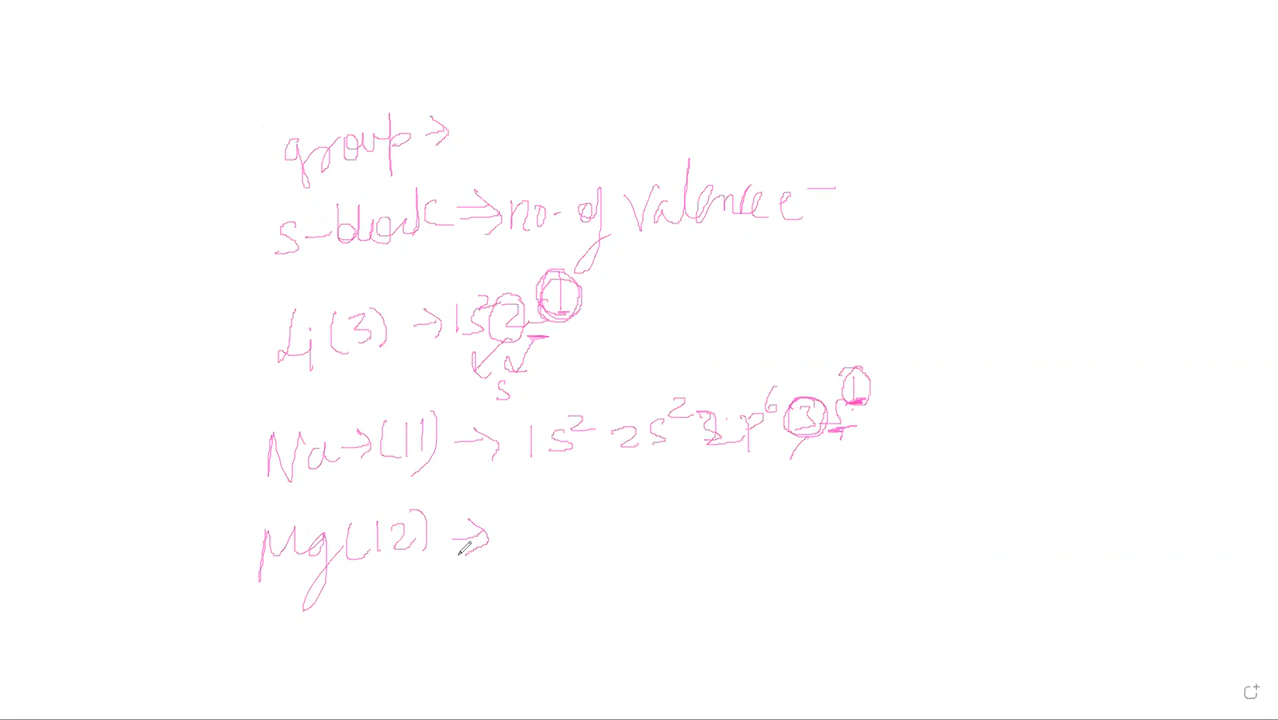 group →
s-block ⇒ no. of valence e⁻
Li (3) → 1s² 2s¹
s
Na → (11) → 1s² 2s² 2p⁶ 3s¹
Mg (12) →